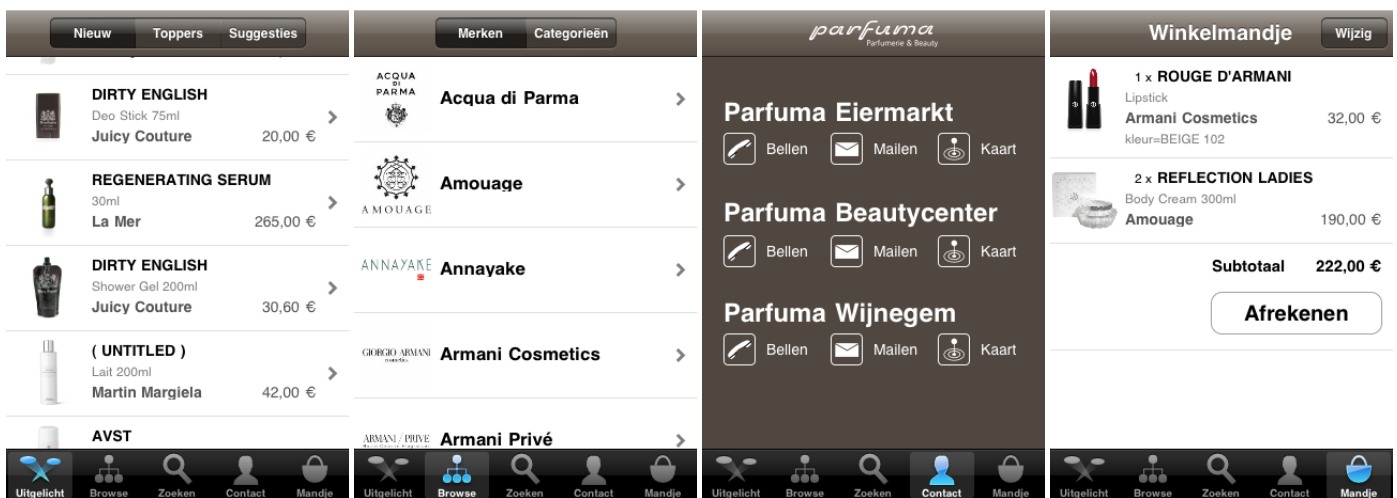 Nieuw Toppers Suggesties
DIRTY ENGLISH
Deo Stick 75ml
Juicy Couture 20,00 €
REGENERATING SERUM
30ml
La Mer 265,00 €
DIRTY ENGLISH
Shower Gel 200ml
Juicy Couture 30,60 €
( UNTITLED )
Lait 200ml
Martin Margiela 42,00 €
AVST
Uitgelicht Browse Zoeken Contact Mandje
Merken Categorieën
ACQUA
DI
PARMA
Acqua di Parma
AMOUAGE
Amouage
ANNAYAKE
Annayake
GIORGIO ARMANI
cosmetics
Armani Cosmetics
ARMANI / PRIVE
Armani Privé
Uitgelicht Browse Zoeken Contact Mandje
parfuma
Parfumerie & Beauty
Parfuma Eiermarkt
Bellen Mailen Kaart
Parfuma Beautycenter
Bellen Mailen Kaart
Parfuma Wijnegem
Bellen Mailen Kaart
Uitgelicht Browse Zoeken Contact Mandje
Winkelmandje Wijzig
1 x ROUGE D'ARMANI
Lipstick
Armani Cosmetics 32,00 €
kleur=BEIGE 102
2 x REFLECTION LADIES
Body Cream 300ml
Amouage 190,00 €
Subtotaal 222,00 €
Afrekenen
Uitgelicht Browse Zoeken Contact Mandje